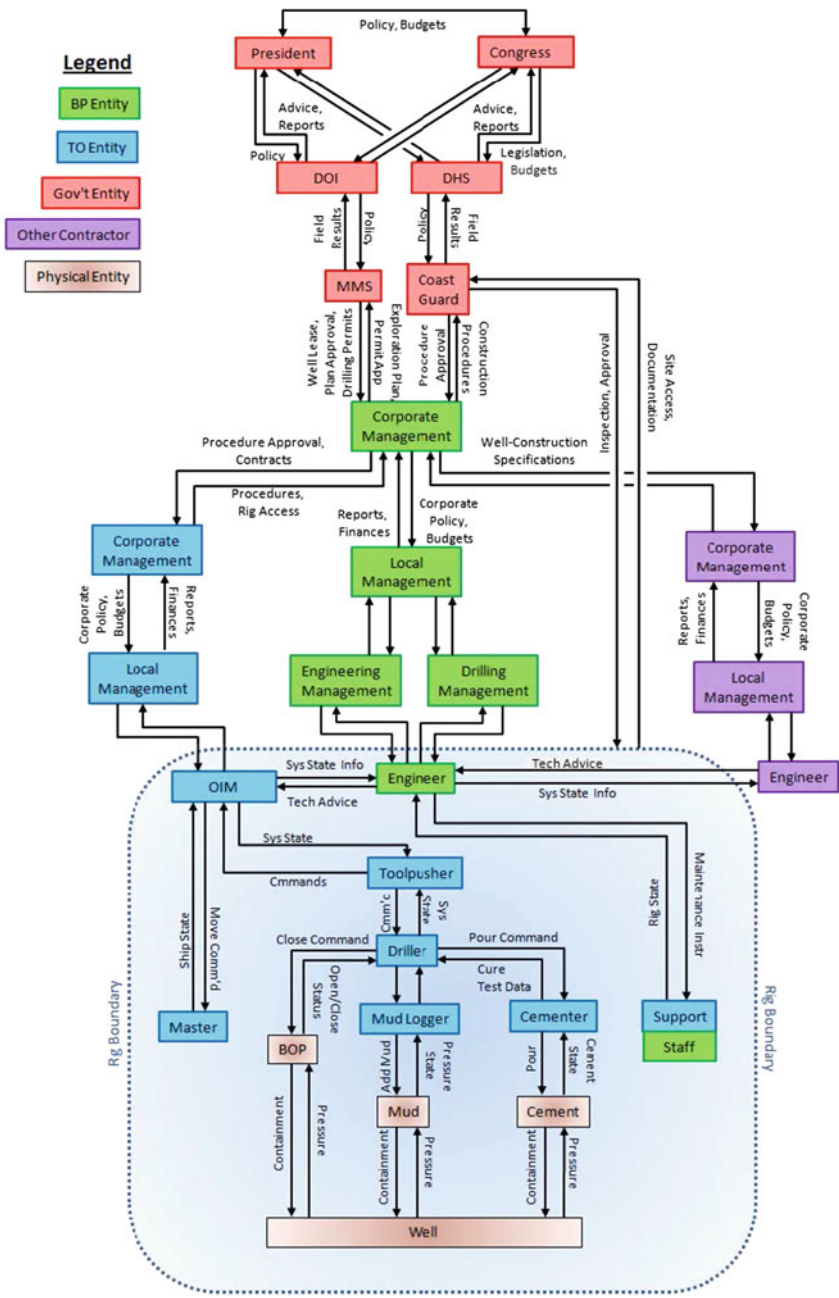 Policy, Budgets
President
Congress
Legend
BP Entity
TO Entity
Gov't Entity
Other Contractor
Physical Entity
Advice,
Reports
Advice,
Reports
Policy
Legislation,
Budgets
DOI
DHS
Field
Results
Policy
Policy
Field
Results
MMS
Coast
Guard
Well Lease,
Plan Approval,
Drilling Permits
Exploration Plan,
Permit App
Procedure
Approval
Construction
Procedures
Inspection, Approval
Site Access,
Documentation
Corporate
Management
Procedure Approval,
Contracts
Well-Construction
Specifications
Procedures,
Rig Access
Reports,
Finances
Corporate
Policy,
Budgets
Corporate
Management
Corporate
Management
Local
Management
Corporate
Policy,
Budgets
Reports,
Finances
Reports,
Finances
Corporate
Policy,
Budgets
Local
Management
Engineering
Management
Drilling
Management
Local
Management
OIM
Sys State Info
Tech Advice
Engineer
Tech Advice
Sys State Info
Engineer
Sys State
Cmmands
Toolpusher
Ship State
Move Comm'd
Cmm'c
Sys
State
Rig State
Maintenance Instr
Close Command
Driller
Pour Command
Open/Close
Status
Cure
Test Data
Rig Boundary
Rig Boundary
Master
BOP
Mud Logger
Cementer
Support
Staff
Add Mud
Pressure
State
Pour
Cement
State
Mud
Cement
Containment
Pressure
Containment
Pressure
Containment
Pressure
Well